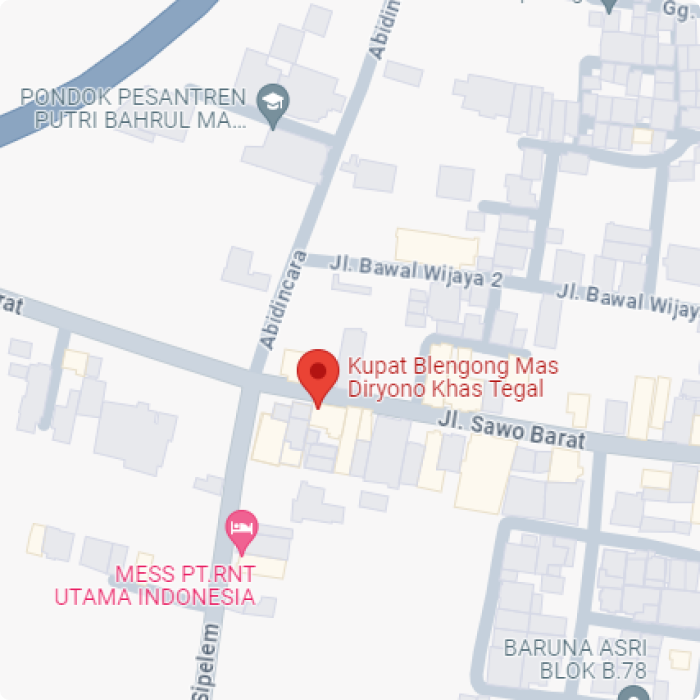 Abidin
Gg.
PONDOK PESANTREN
PUTRI BAHRUL MA...
Abidincara
Jl. Bawal Wijaya 2
Jl. Bawal Wijay
rat
Kupat Blengong Mas
Diryono Khas Tegal
Jl. Sawo Barat
MESS PT.RNT
UTAMA INDONESIA
Sipelem
BARUNA ASRI
BLOK B.78